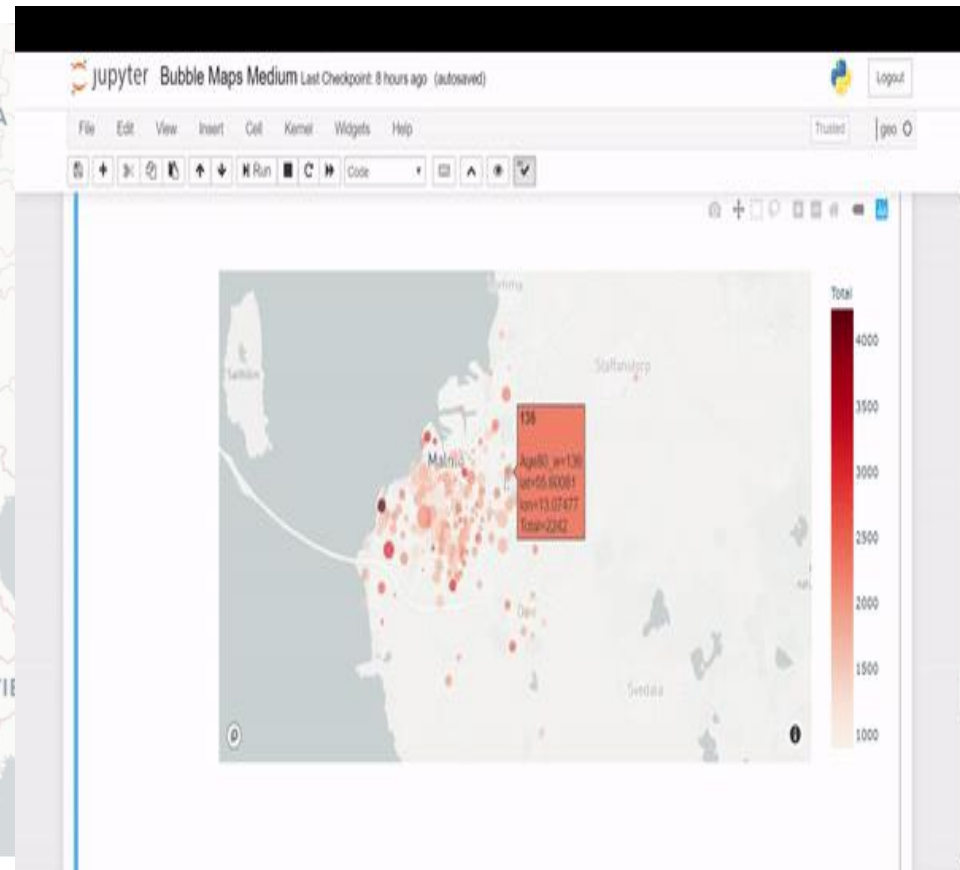 jupyter Bubble Maps Medium Last Checkpoint: 8 hours ago (autosaved)
Logout
File Edit View Insert Cell Kernel Widgets Help
Trusted
geo
Run
Code
Total
4000
3500
3000
2500
2000
1500
1000
Staffanstorp
136
Malmö
Age80_w=136
lat=55.60081
lon=13.07477
Total=2242
Svedala